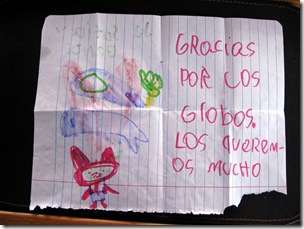 GRACIAS
POR LOS
GLOBOS.
LOS QUEREM-
OS MUCHO